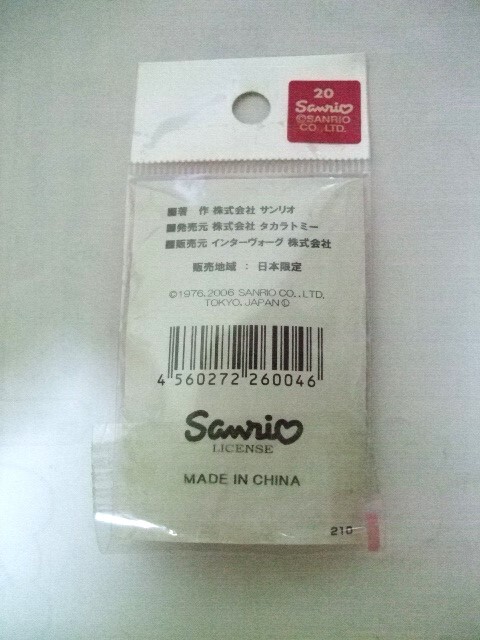 20
Sanrio
©SANRIO
CO.,LTD.
■著 作 株式会社 サンリオ
■発売元 株式会社 タカラトミー
■販売元 インターヴォーグ 株式会社
販売地域 : 日本限定
©1976,2006 SANRIO CO.,LTD.
TOKYO, JAPAN Ⓛ
4 560272 260046
Sanrio
LICENSE
MADE IN CHINA
210